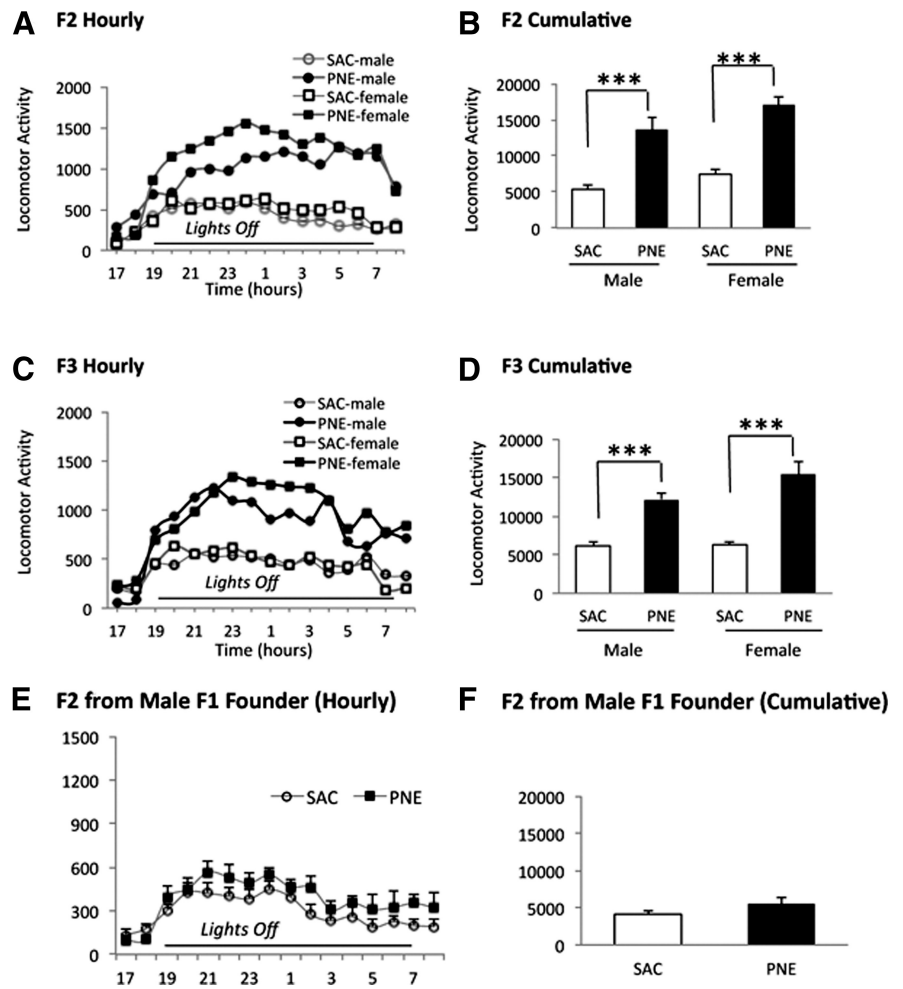 A F2 Hourly
SAC-male
PNE-male
SAC-female
PNE-female
Locomotor Activity
2000
1500
1000
500
0
Lights Off
17 19 21 23 1 3 5 7
Time (hours)
B F2 Cumulative
Locomotor Activity
20000
15000
10000
5000
0
***
***
SAC PNE SAC PNE
Male Female
C F3 Hourly
SAC-male
PNE-male
SAC-female
PNE-female
Locomotor Activity
2000
1500
1000
500
0
Lights Off
17 19 21 23 1 3 5 7
Time (hours)
D F3 Cumulative
Locomotor Activity
20000
15000
10000
5000
0
***
***
SAC PNE SAC PNE
Male Female
E F2 from Male F1 Founder (Hourly)
1500
1200
900
600
300
0
SAC PNE
Lights Off
17 19 21 23 1 3 5 7
F F2 from Male F1 Founder (Cumulative)
20000
15000
10000
5000
0
SAC PNE